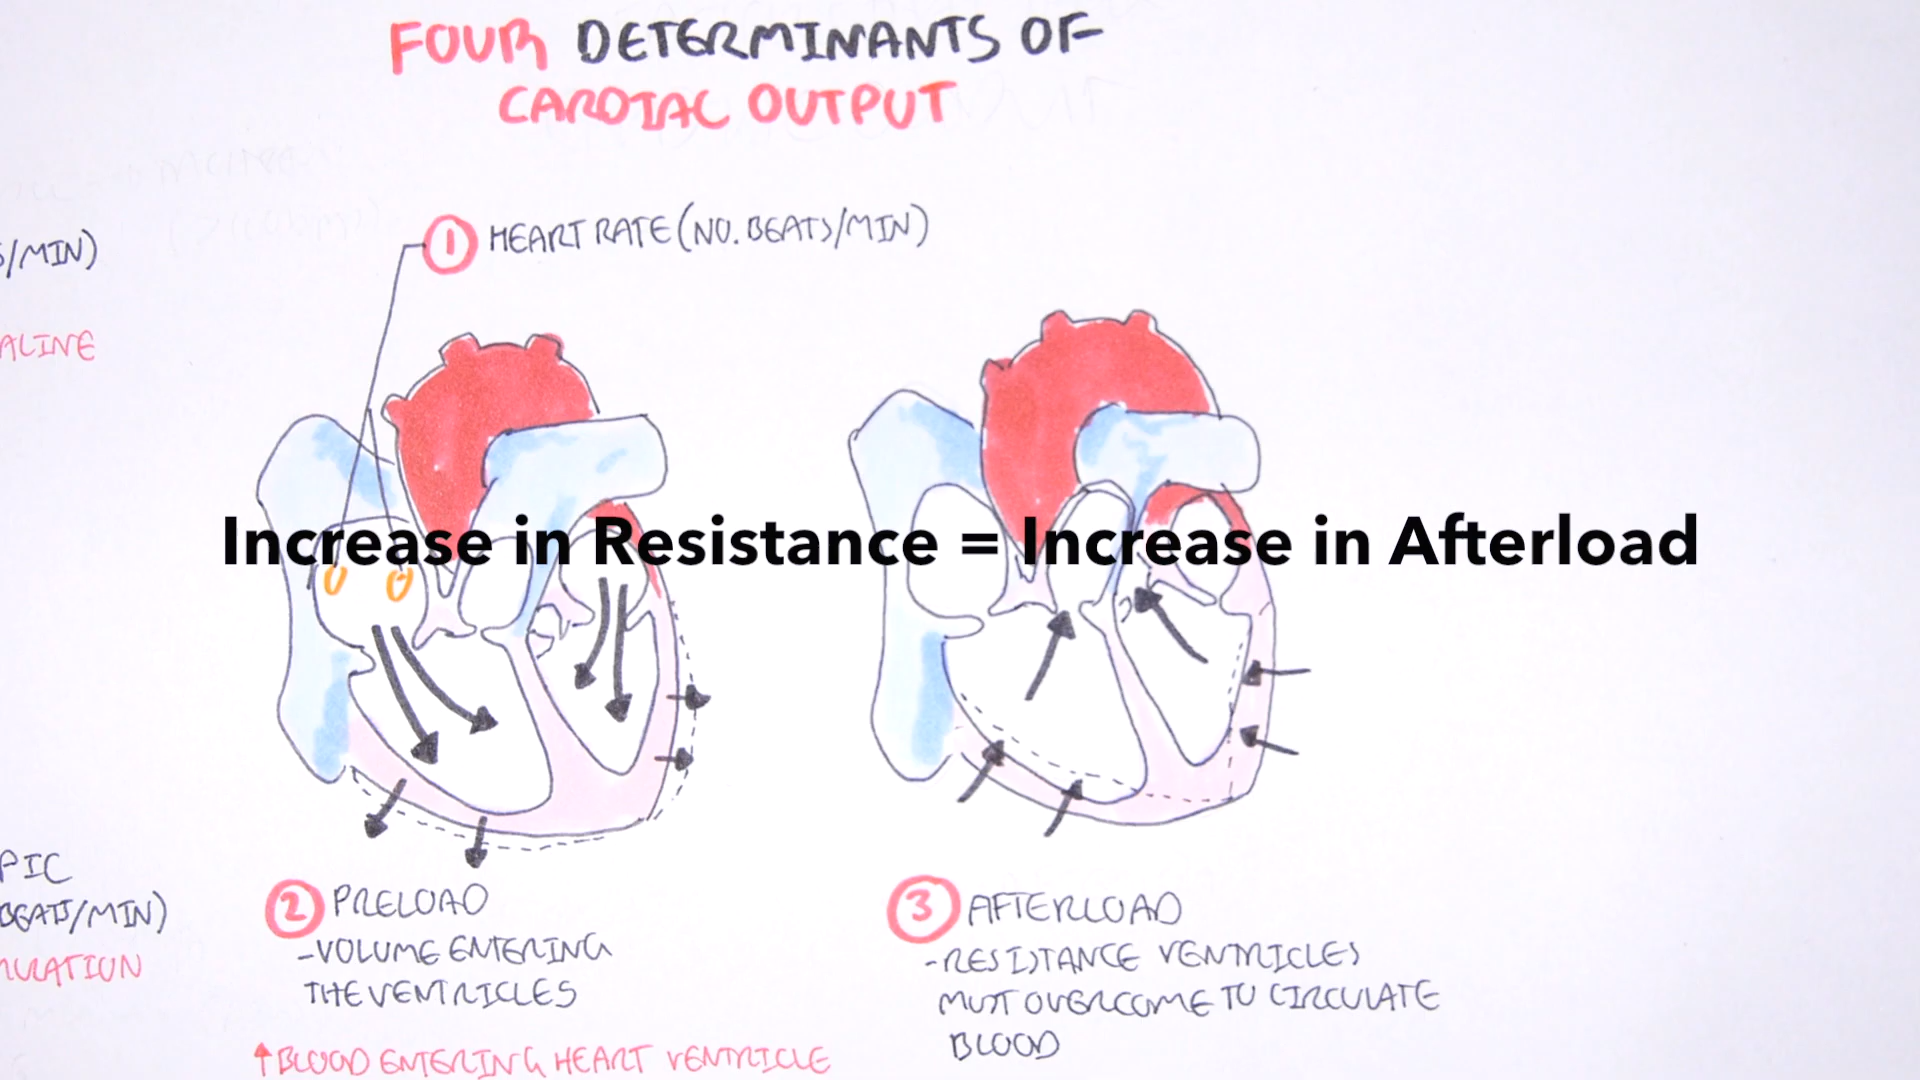 FOUR DETERMINANTS OF
CARDIAC OUTPUT
S/MIN)
ALINE
1 HEART RATE (NO. BEATS/MIN)
Increase in Resistance = Increase in Afterload
PIC
BEATS/MIN)
MULATION
2 PRELOAD
-VOLUME ENTERING
THE VENTRICLES
↑ BLOOD ENTERING HEART VENTRICLE
3 AFTERLOAD
-RESISTANCE VENTRICLES
MUST OVERCOME TO CIRCULATE
BLOOD